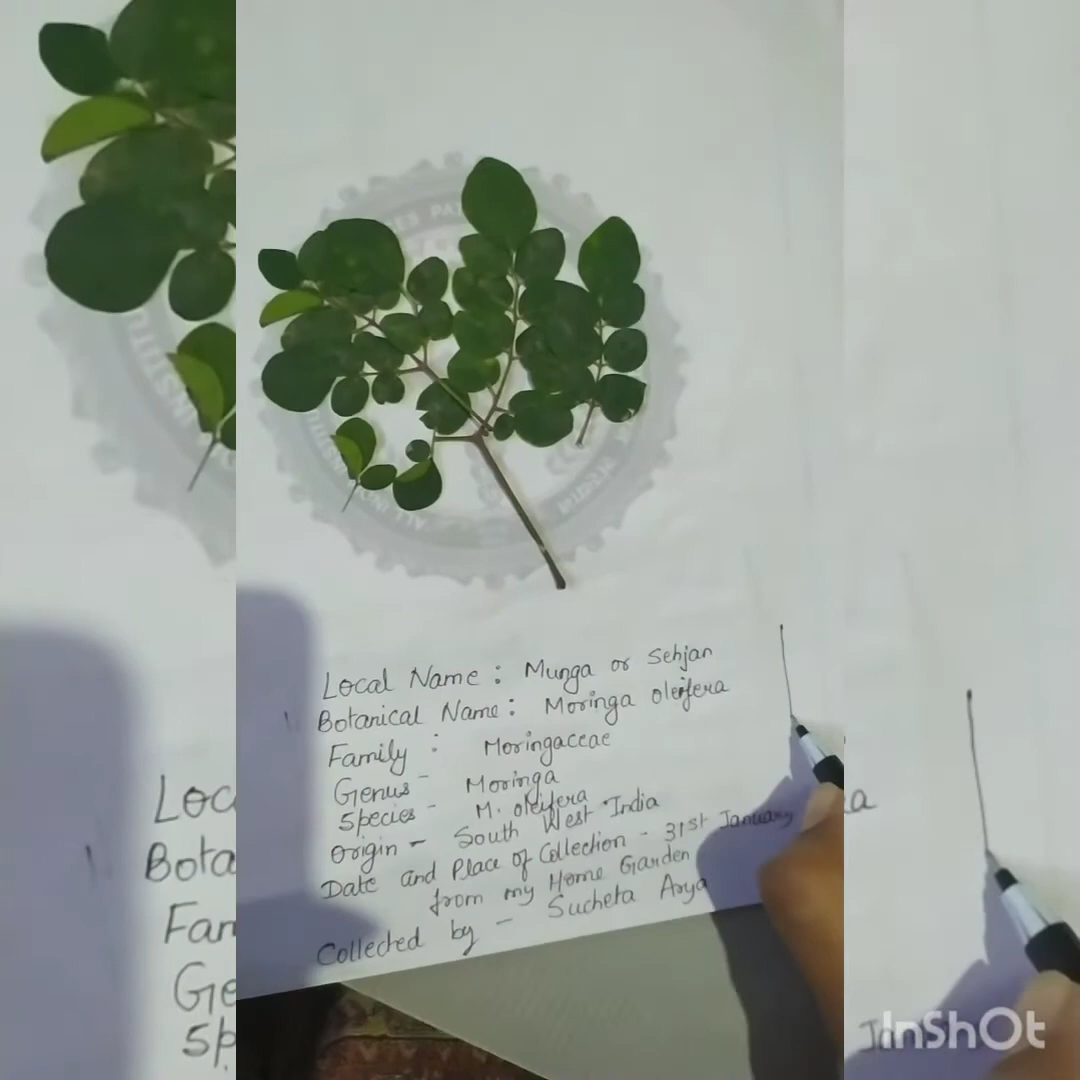 Local Name : Munga or Sehjan
Botanical Name : Moringa oleifera
Family : Moringaceae
Genus - Moringa
Species - M. oleifera
Origin - South West India
Date and Place of Collection - 31st January
from my Home Garden
Collected by - Sucheta Arya
InShOt